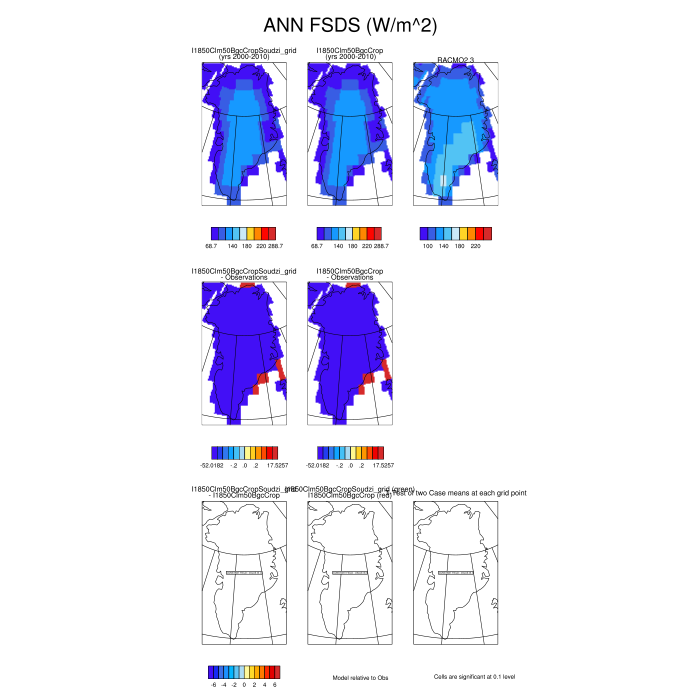 ANN FSDS (W/m^2)
I1850Clm50BgcCropSoudzi_grid
(yrs 2000-2010)
I1850Clm50BgcCrop
(yrs 2000-2010)
RACMO2.3
68.7 140 180 220 288.7
68.7 140 180 220 288.7
100 140 180 220
I1850Clm50BgcCropSoudzi_grid
- Observations
I1850Clm50BgcCrop
- Observations
-52.0182 -.2 .0 .2 17.5257
-52.0182 -.2 .0 .2 17.5257
I1850Clm50BgcCropSoudzi_grid
- I1850Clm50BgcCrop
I1850Clm50BgcCropSoudzi_grid (green)
I1850Clm50BgcCrop (red)
Test of two Case means at each grid point
-6 -4 -2 0 2 4 6
Model relative to Obs
Cells are significant at 0.1 level